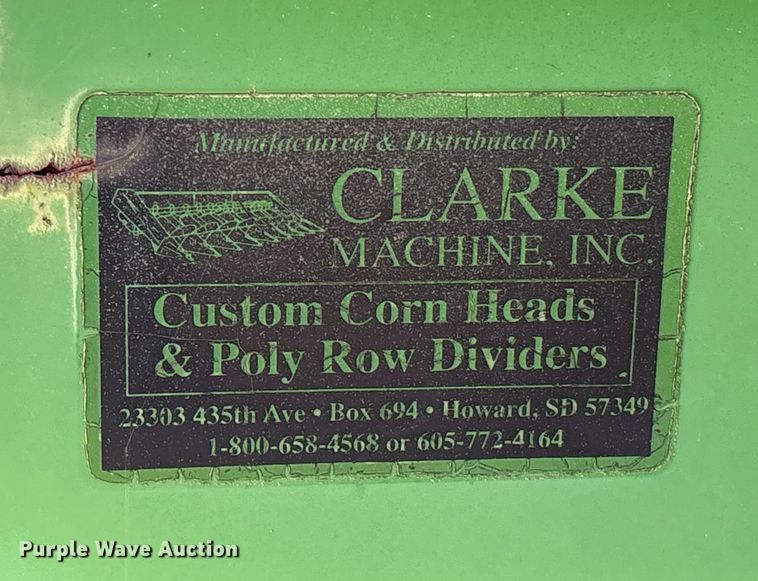 Manufactured & Distributed by:
CLARKE
MACHINE, INC.
Custom Corn Heads
& Poly Row Dividers
23303 435th Ave • Box 694 • Howard, SD 57349
1-800-658-4568 or 605-772-4164
Purple Wave Auction